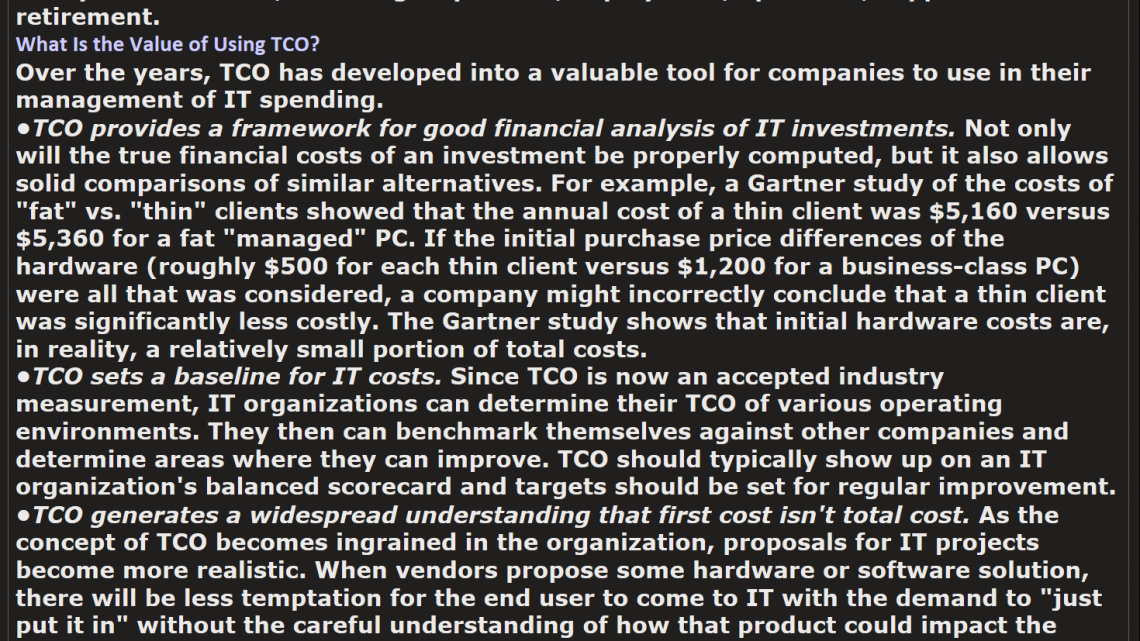 retirement.
What Is the Value of Using TCO?
Over the years, TCO has developed into a valuable tool for companies to use in their
management of IT spending.
●TCO provides a framework for good financial analysis of IT investments. Not only
will the true financial costs of an investment be properly computed, but it also allows
solid comparisons of similar alternatives. For example, a Gartner study of the costs of
"fat" vs. "thin" clients showed that the annual cost of a thin client was $5,160 versus
$5,360 for a fat "managed" PC. If the initial purchase price differences of the
hardware (roughly $500 for each thin client versus $1,200 for a business-class PC)
were all that was considered, a company might incorrectly conclude that a thin client
was significantly less costly. The Gartner study shows that initial hardware costs are,
in reality, a relatively small portion of total costs.
●TCO sets a baseline for IT costs. Since TCO is now an accepted industry
measurement, IT organizations can determine their TCO of various operating
environments. They then can benchmark themselves against other companies and
determine areas where they can improve. TCO should typically show up on an IT
organization's balanced scorecard and targets should be set for regular improvement.
●TCO generates a widespread understanding that first cost isn't total cost. As the
concept of TCO becomes ingrained in the organization, proposals for IT projects
become more realistic. When vendors propose some hardware or software solution,
there will be less temptation for the end user to come to IT with the demand to "just
put it in" without the careful understanding of how that product could impact the